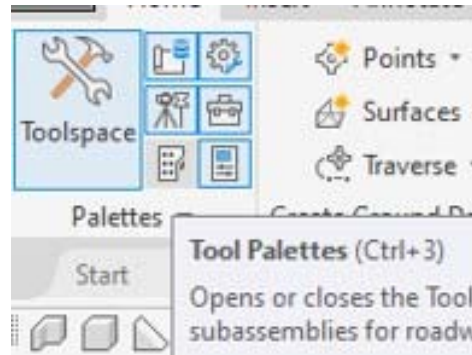 Points
Surfaces
Toolspace
Traverse
Palettes
Start
Tool Palettes (Ctrl+3)
Opens or closes the Tool
subassemblies for roadw